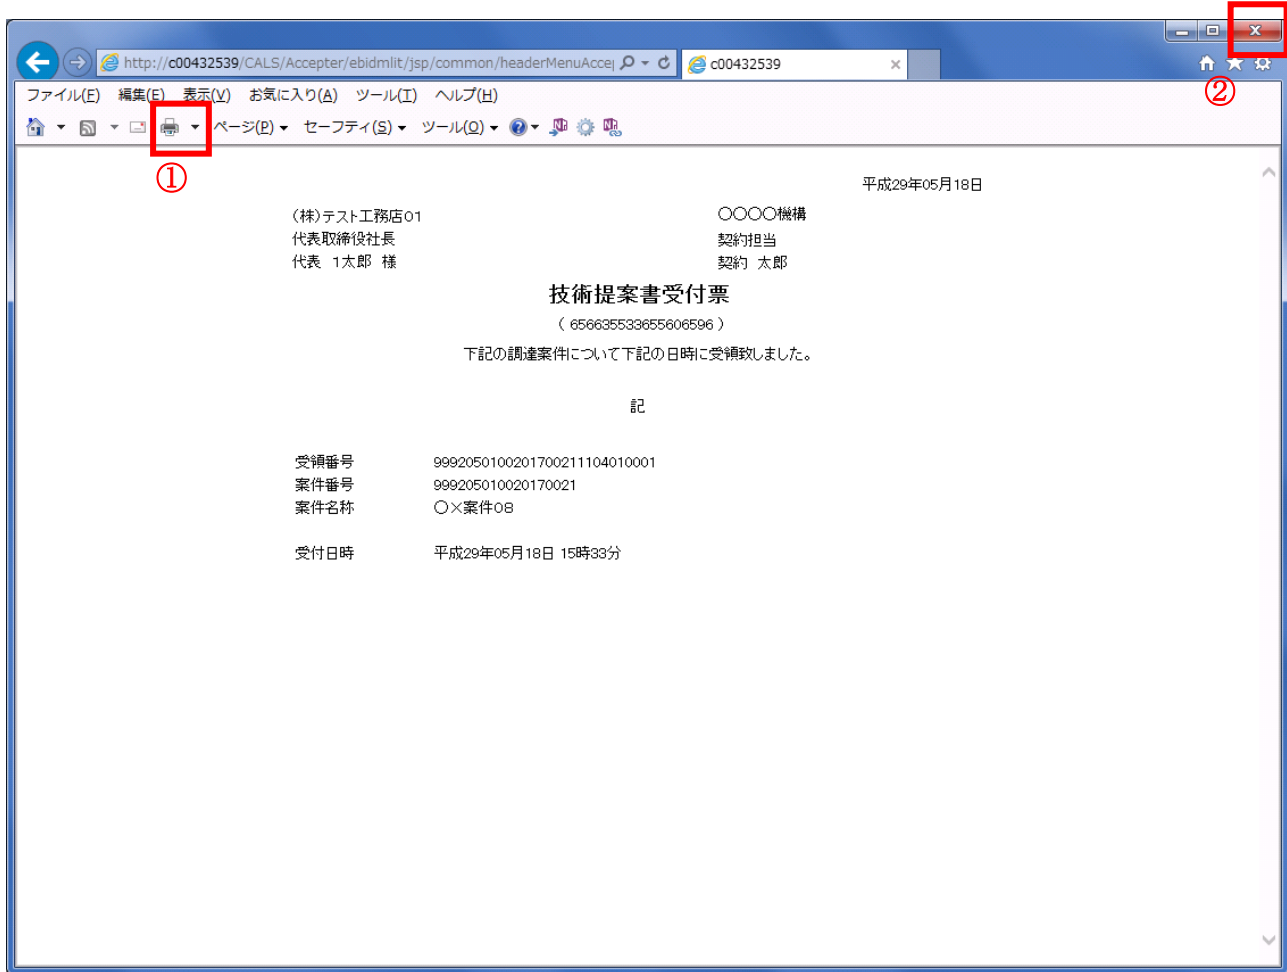 http://c00432539/CALS/Accepter/ebidmlit/jsp/common/headerMenuAccep
c00432539
②
ファイル(F) 編集(E) 表示(V) お気に入り(A) ツール(T) ヘルプ(H)
ページ(P) セーフティ(S) ツール(O)
①
平成29年05月18日
(株)テスト工務店01
〇〇〇〇機構
代表取締役社長
契約担当
代表 1太郎 様
契約 太郎
技術提案書受付票
( 656635533655606596 )
下記の調達案件について下記の日時に受領致しました。
記
受領番号 9992050100201700211104010001
案件番号 999205010020170021
案件名称 〇×案件08
受付日時 平成29年05月18日 15時33分